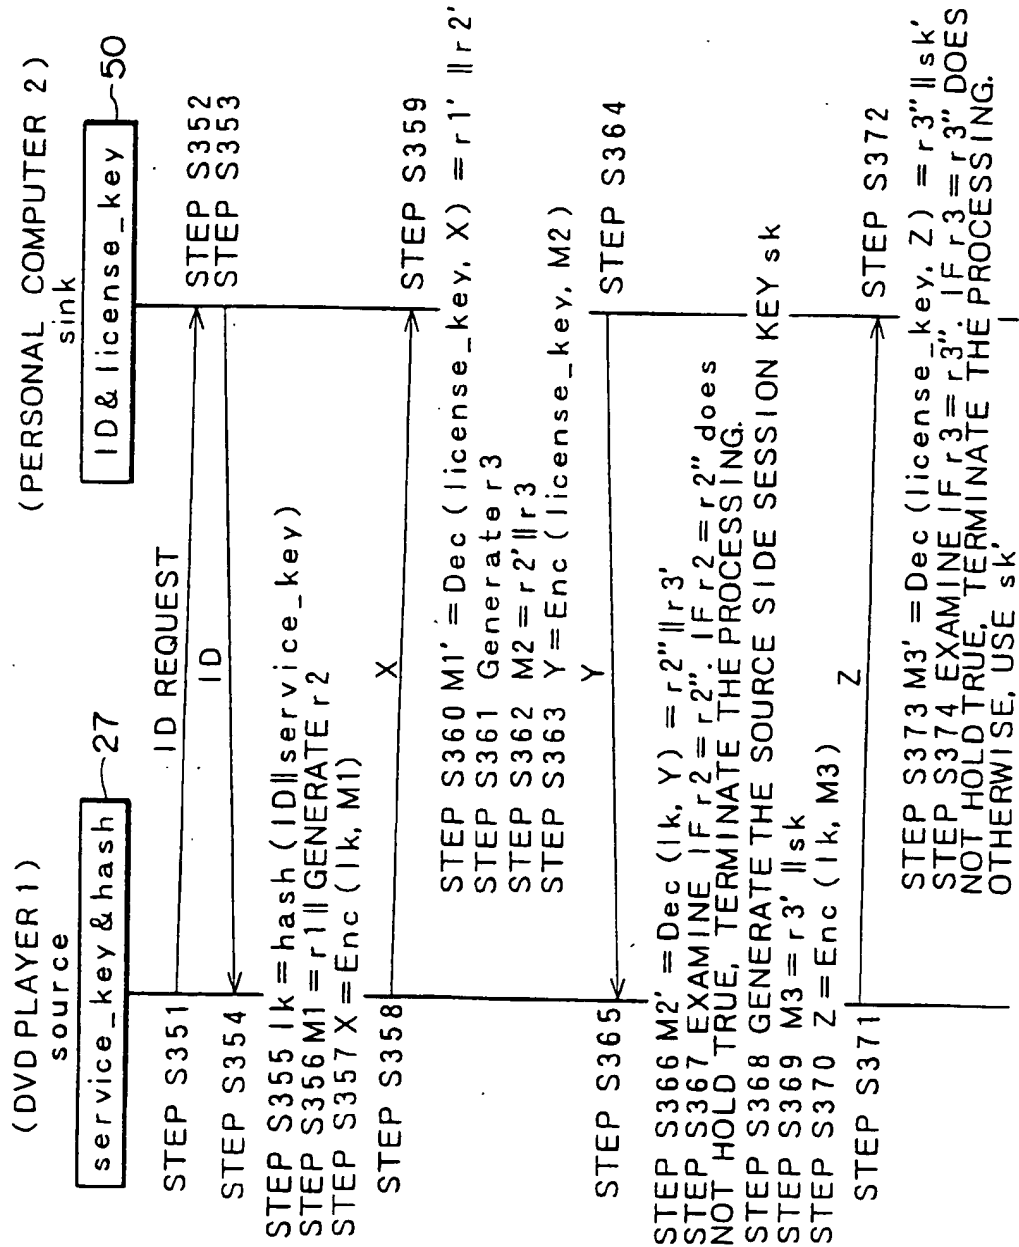 (DVD PLAYER 1)
source
service_key & hash
27
(PERSONAL COMPUTER 2)
sink
ID & license_key
50
STEP S351
ID REQUEST
STEP S352
STEP S353
ID
STEP S354
STEP S355 lk = hash (ID || service_key)
STEP S356 M1 = r1 || GENERATE r2
STEP S357 X = Enc (lk, M1)
STEP S358
X
STEP S359
STEP S360 M1' = Dec (license_key, X) = r1' || r2'
STEP S361 Generate r3
STEP S362 M2 = r2' || r3
STEP S363 Y = Enc (license_key, M2)
Y
STEP S364
STEP S365
STEP S366 M2' = Dec (lk, Y) = r2'' || r3'
STEP S367 EXAMINE IF r2 = r2''. IF r2 = r2'' does
NOT HOLD TRUE, TERMINATE THE PROCESSING.
STEP S368 GENERATE THE SOURCE SIDE SESSION KEY sk
STEP S369 M3 = r3' || sk
STEP S370 Z = Enc (lk, M3)
STEP S371
Z
STEP S372
STEP S373 M3' = Dec (license_key, Z) = r3'' || sk'
STEP S374 EXAMINE IF r3 = r3''. IF r3 = r3'' DOES
NOT HOLD TRUE, TERMINATE THE PROCESSING.
OTHERWISE, USE sk'